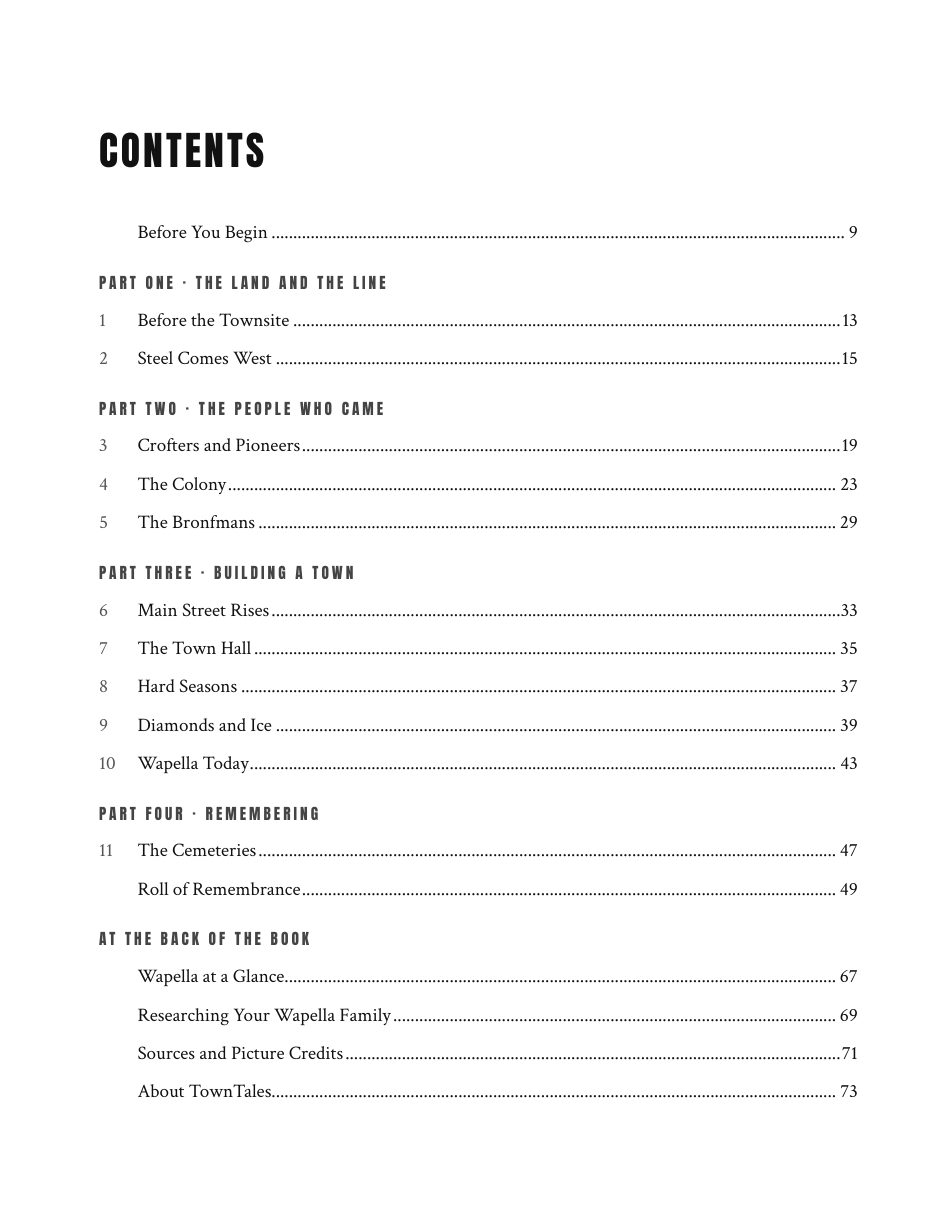 CONTENTS
Before You Begin ........ 9
PART ONE · THE LAND AND THE LINE
1 Before the Townsite ........ 13
2 Steel Comes West ........ 15
PART TWO · THE PEOPLE WHO CAME
3 Crofters and Pioneers ........ 19
4 The Colony ........ 23
5 The Bronfmans ........ 29
PART THREE · BUILDING A TOWN
6 Main Street Rises ........ 33
7 The Town Hall ........ 35
8 Hard Seasons ........ 37
9 Diamonds and Ice ........ 39
10 Wapella Today ........ 43
PART FOUR · REMEMBERING
11 The Cemeteries ........ 47
Roll of Remembrance ........ 49
AT THE BACK OF THE BOOK
Wapella at a Glance ........ 67
Researching Your Wapella Family ........ 69
Sources and Picture Credits ........ 71
About TownTales ........ 73